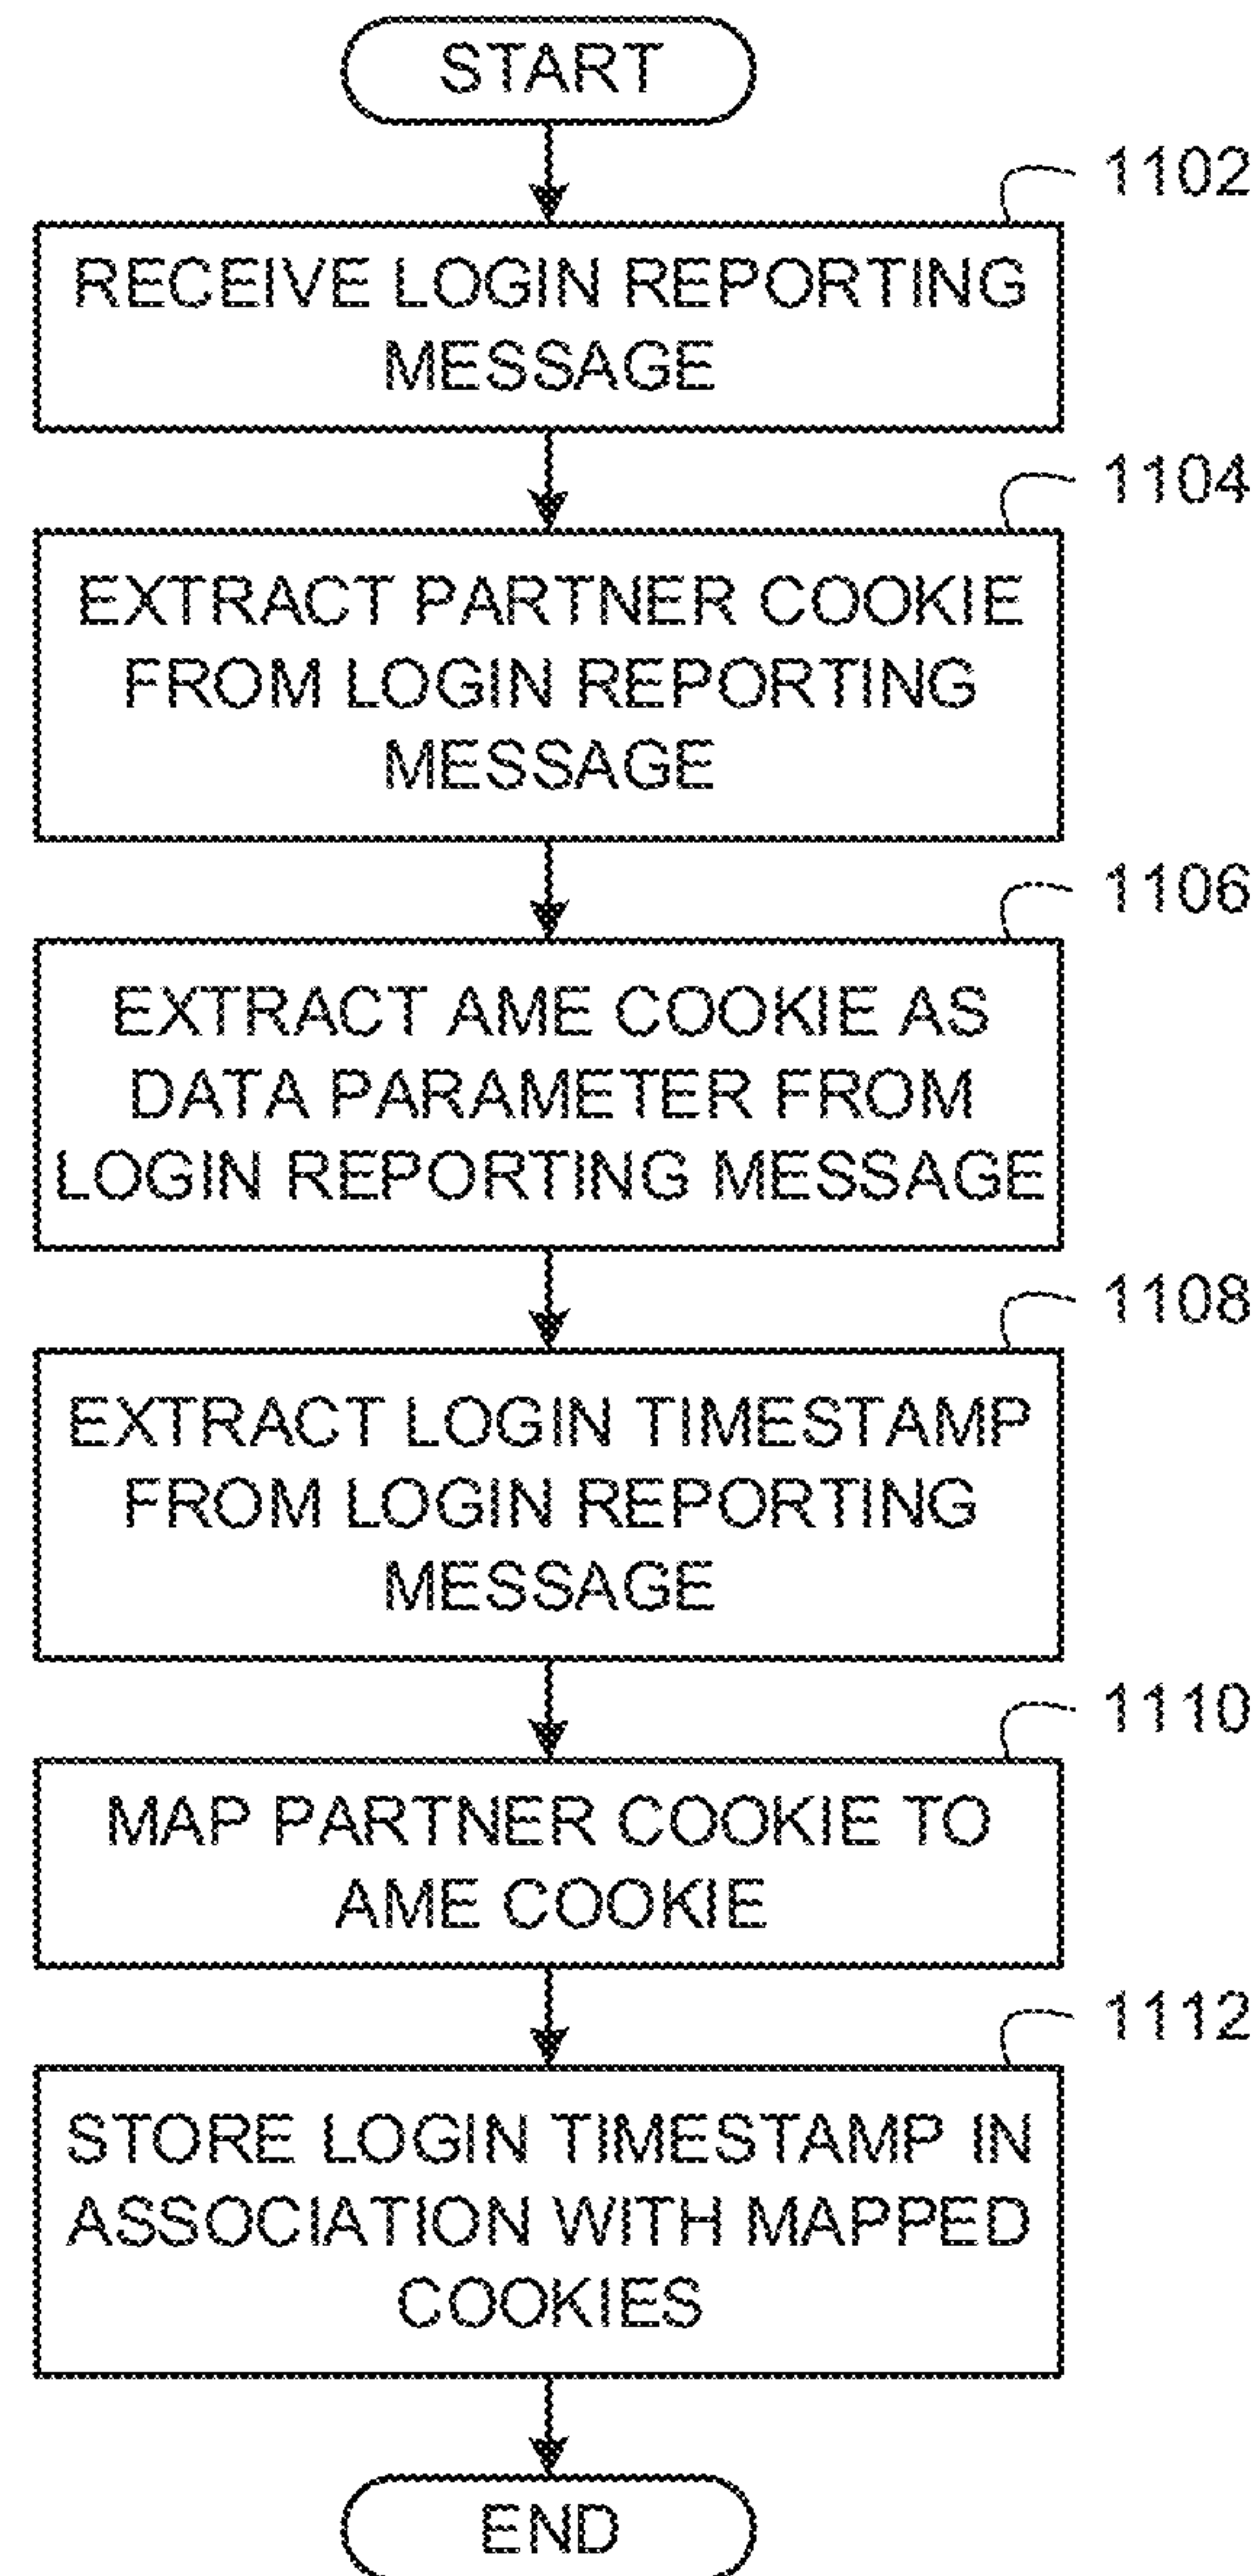 START
1102
RECEIVE LOGIN REPORTING
MESSAGE
1104
EXTRACT PARTNER COOKIE
FROM LOGIN REPORTING
MESSAGE
1106
EXTRACT AME COOKIE AS
DATA PARAMETER FROM
LOGIN REPORTING MESSAGE
1108
EXTRACT LOGIN TIMESTAMP
FROM LOGIN REPORTING
MESSAGE
1110
MAP PARTNER COOKIE TO
AME COOKIE
1112
STORE LOGIN TIMESTAMP IN
ASSOCIATION WITH MAPPED
COOKIES
END